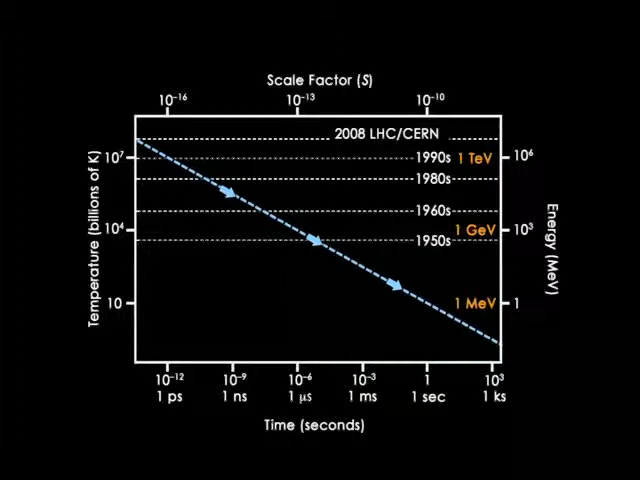 Scale Factor (S)
10⁻¹⁶ 10⁻¹³ 10⁻¹⁰
2008 LHC/CERN
10⁷ 1990s 1 TeV 10⁶
1980s
1960s
10⁴ 1 GeV 10³
1950s
10 1 MeV 1
Temperature (billions of K)
Energy (MeV)
10⁻¹² 10⁻⁹ 10⁻⁶ 10⁻³ 1 10³
1 ps 1 ns 1 μs 1 ms 1 sec 1 ks
Time (seconds)